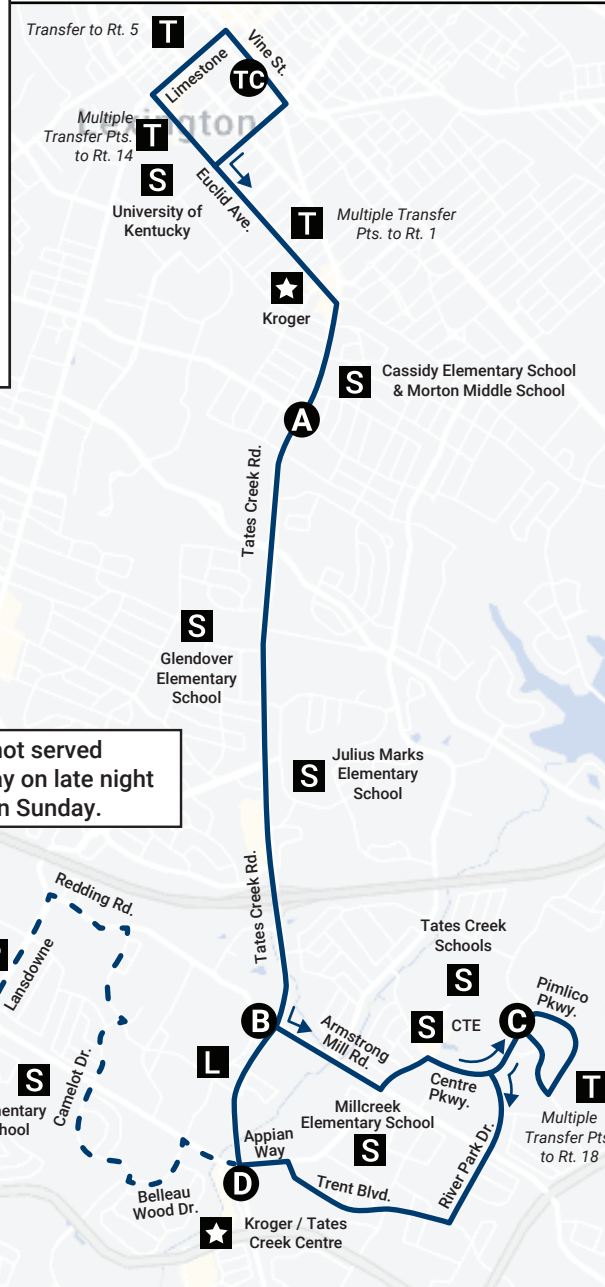 Transfer to Rt. 5
T
Vine St.
Limestone
TC
Lexington
Multiple
Transfer Pts.
to Rt. 14
T
S
University of
Kentucky
Euclid Ave.
T
Multiple Transfer
Pts. to Rt. 1
Kroger
S
Cassidy Elementary School
& Morton Middle School
A
Tates Creek Rd.
S
Glendover
Elementary
School
not served
ay on late night
n Sunday.
S
Julius Marks
Elementary
School
Tates Creek Rd.
Redding Rd.
Lansdowne
Tates Creek
Schools
S
S
CTE
C
Pimlico
Pkwy.
B
Armstrong
Mill Rd.
L
S
entary
hool
Camelot Dr.
Centre
Pkwy.
T
Multiple
Transfer Pts
to Rt. 18
Millcreek
Elementary School
S
Appian
Way
River Park Dr.
D
Trent Blvd.
Belleau
Wood Dr.
Kroger / Tates
Creek Centre